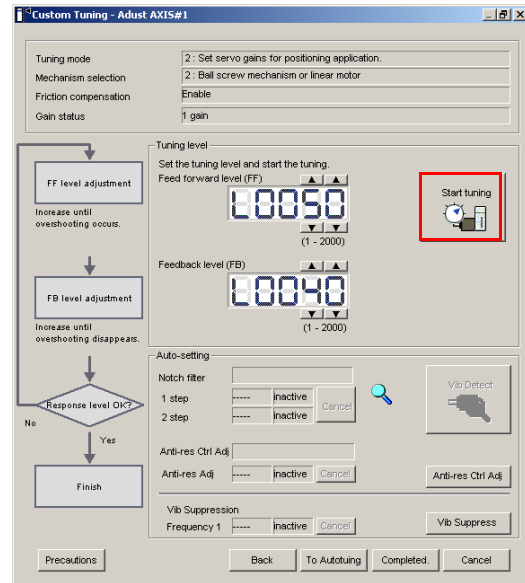 Custom Tuning - Adust AXIS#1
Tuning mode
2 : Set servo gains for positioning application.
Mechanism selection
2 : Ball screw mechanism or linear motor
Friction compensation
Enable
Gain status
1 gain
FF level adjustment
Increase until
overshooting occurs.
FB level adjustment
Increase until
overshooting disappears.
Response level OK?
No
Yes
Finish
Tuning level
Set the tuning level and start the tuning.
Feed forward level (FF)
L0050
(1 - 2000)
Start tuning
Feedback level (FB)
L0040
(1 - 2000)
Auto-setting
Notch filter
1 step
-----
inactive
2 step
-----
inactive
Cancel
Vib Detect
Anti-res Ctrl Adj
Anti-res Adj
-----
inactive
Cancel
Anti-res Ctrl Adj
Vib Suppression
Frequency 1
-----
inactive
Cancel
Vib Suppress
Precautions
Back
To Autotuing
Completed.
Cancel